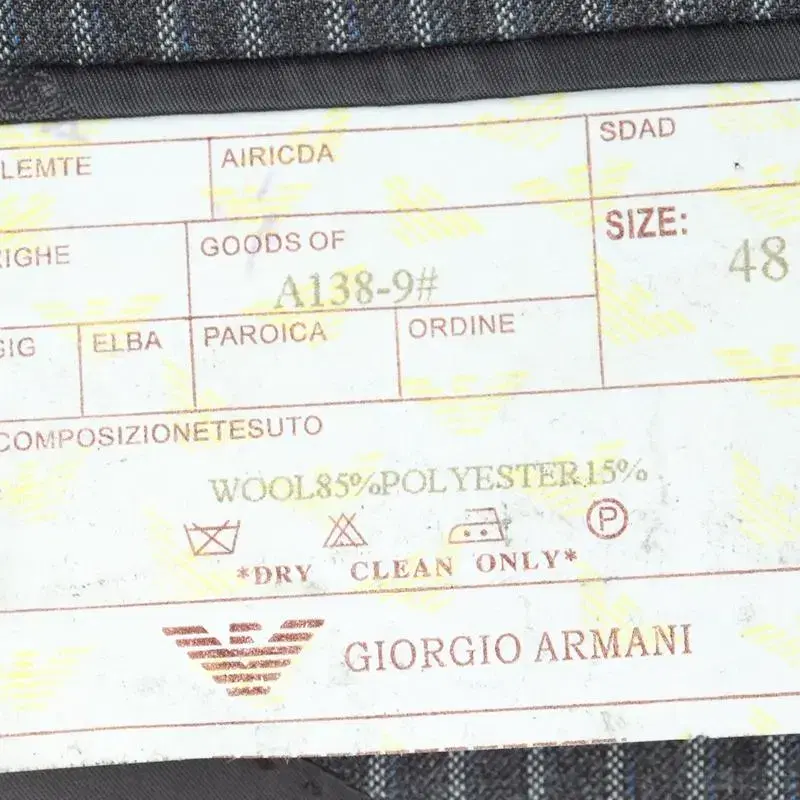 LEMTE AIRICDA SDAD
RIGHE GOODS OF SIZE:
A138-9# 48
GIG ELBA PAROICA ORDINE
COMPOSIZIONETESUTO
WOOL85%POLYESTER15%
P
*DRY CLEAN ONLY*
GIORGIO ARMANI